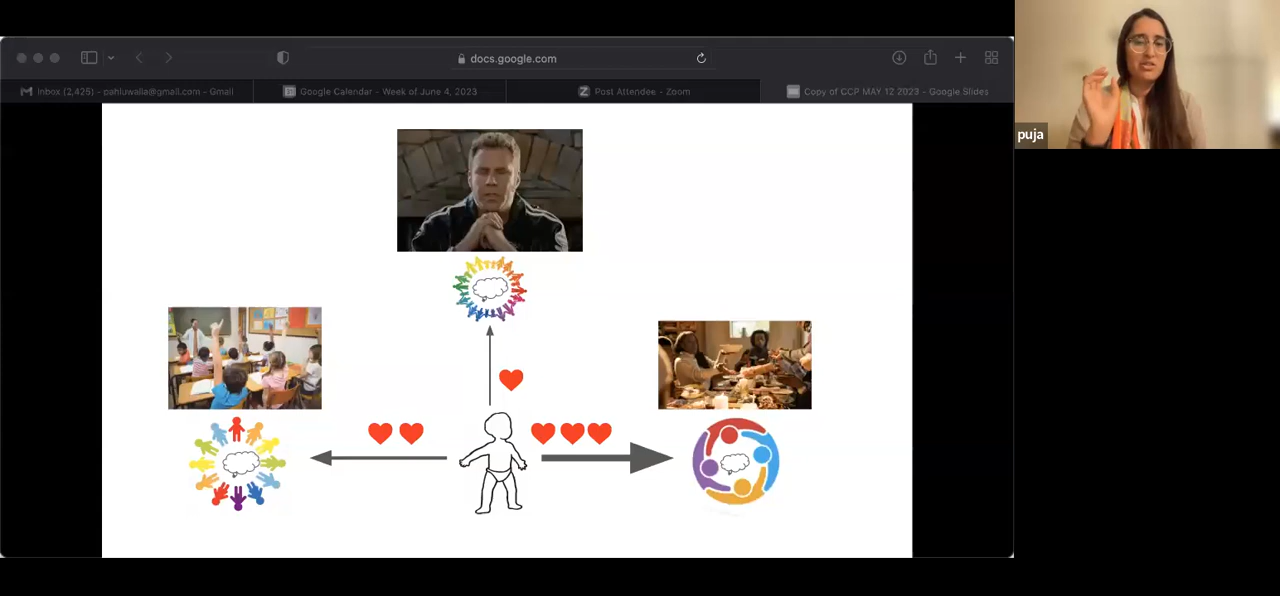 docs.google.com
Inbox (2,425) - pahluwalia@gmail.com - Gmail
Google Calendar - Week of June 4, 2023
Post Attendee - Zoom
Copy of CCP MAY 12 2023 - Google Slides
puja